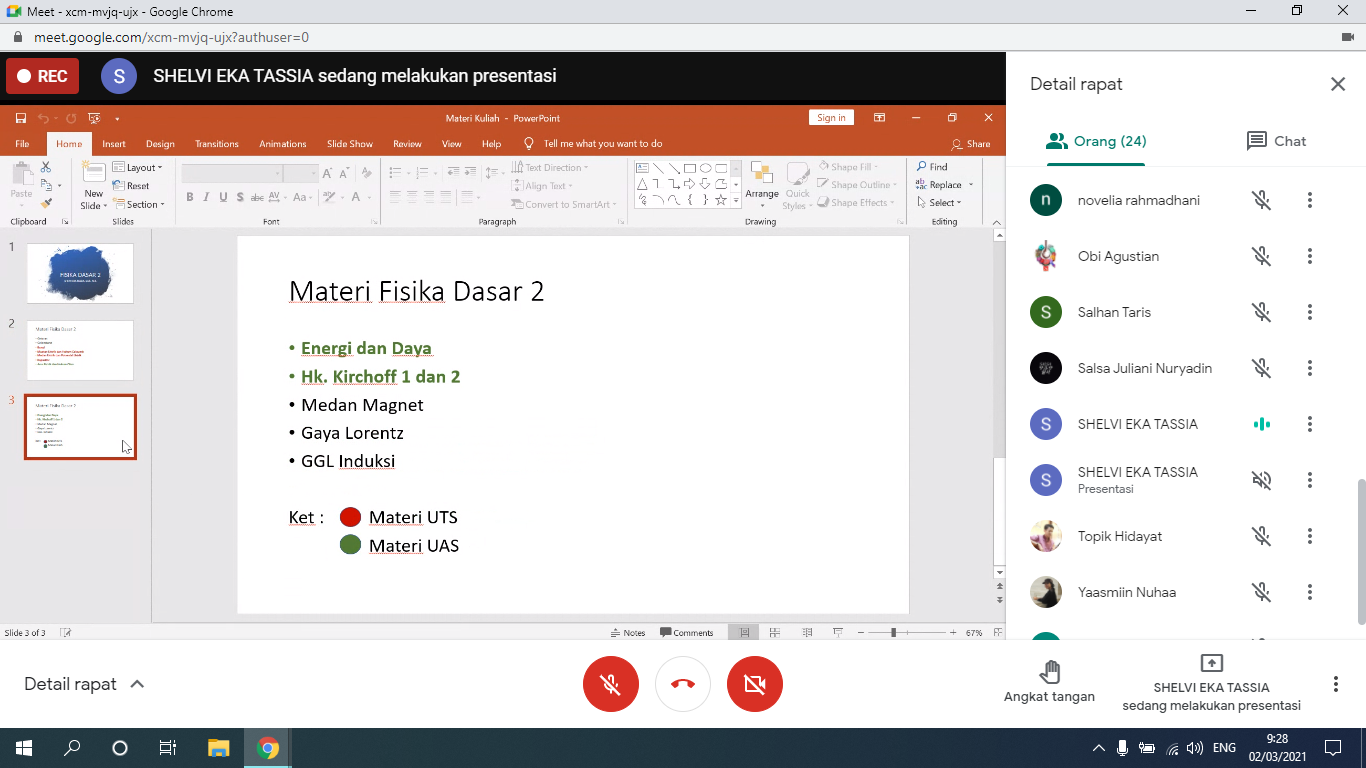 Meet - xcm-mvjq-ujx - Google Chrome
meet.google.com/xcm-mvjq-ujx?authuser=0
REC
S
SHELVI EKA TASSIA sedang melakukan presentasi
Materi Kuliah - PowerPoint
Sign in
File Home Insert Design Transitions Animations Slide Show Review View Help Tell me what you want to do Share
Paste
Clipboard
New Slide
Layout
Reset
Section
Slides
B I U S abc AV Aa A
Font
Text Direction
Align Text
Convert to SmartArt
Paragraph
Arrange
Quick Styles
Shape Fill
Shape Outline
Shape Effects
Drawing
Find
Replace
Select
Editing
1
FISIKA DASAR 2
2
Materi Fisika Dasar 2
3
Materi Fisika Dasar 2
Materi Fisika Dasar 2
• Energi dan Daya
• Hk. Kirchoff 1 dan 2
• Medan Magnet
• Gaya Lorentz
• GGL Induksi
Ket : Materi UTS
Materi UAS
Slide 3 of 3
Notes
Comments
67%
Detail rapat
Orang (24)
Chat
n novelia rahmadhani
Obi Agustian
S Salhan Taris
Salsa Juliani Nuryadin
S SHELVI EKA TASSIA
S SHELVI EKA TASSIA
Presentasi
Topik Hidayat
Yaasmiin Nuhaa
Detail rapat
Angkat tangan
SHELVI EKA TASSIA
sedang melakukan presentasi
ENG
9:28
02/03/2021